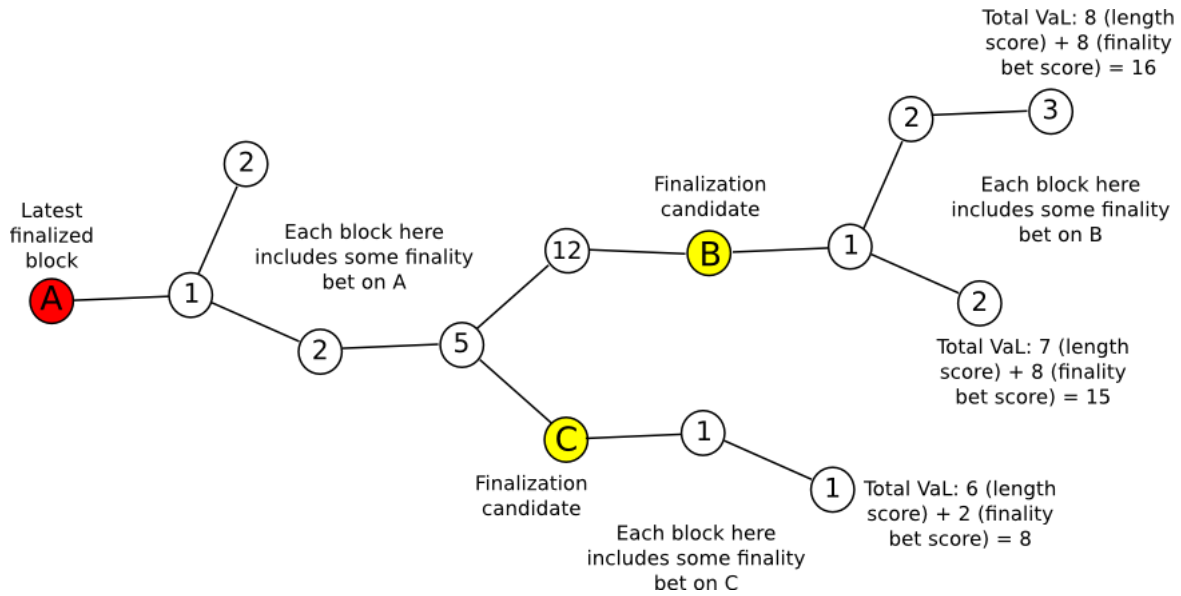 Total VaL: 8 (length
score) + 8 (finality
bet score) = 16
2
3
2
Each block here
includes some finality
bet on B
Finalization
candidate
Latest
finalized
block
Each block here
includes some finality
bet on A
12
B
1
A
1
2
2
5
Total VaL: 7 (length
score) + 8 (finality
bet score) = 15
C
1
Finalization
candidate
1
Total VaL: 6 (length
score) + 2 (finality
bet score) = 8
Each block here
includes some finality
bet on C